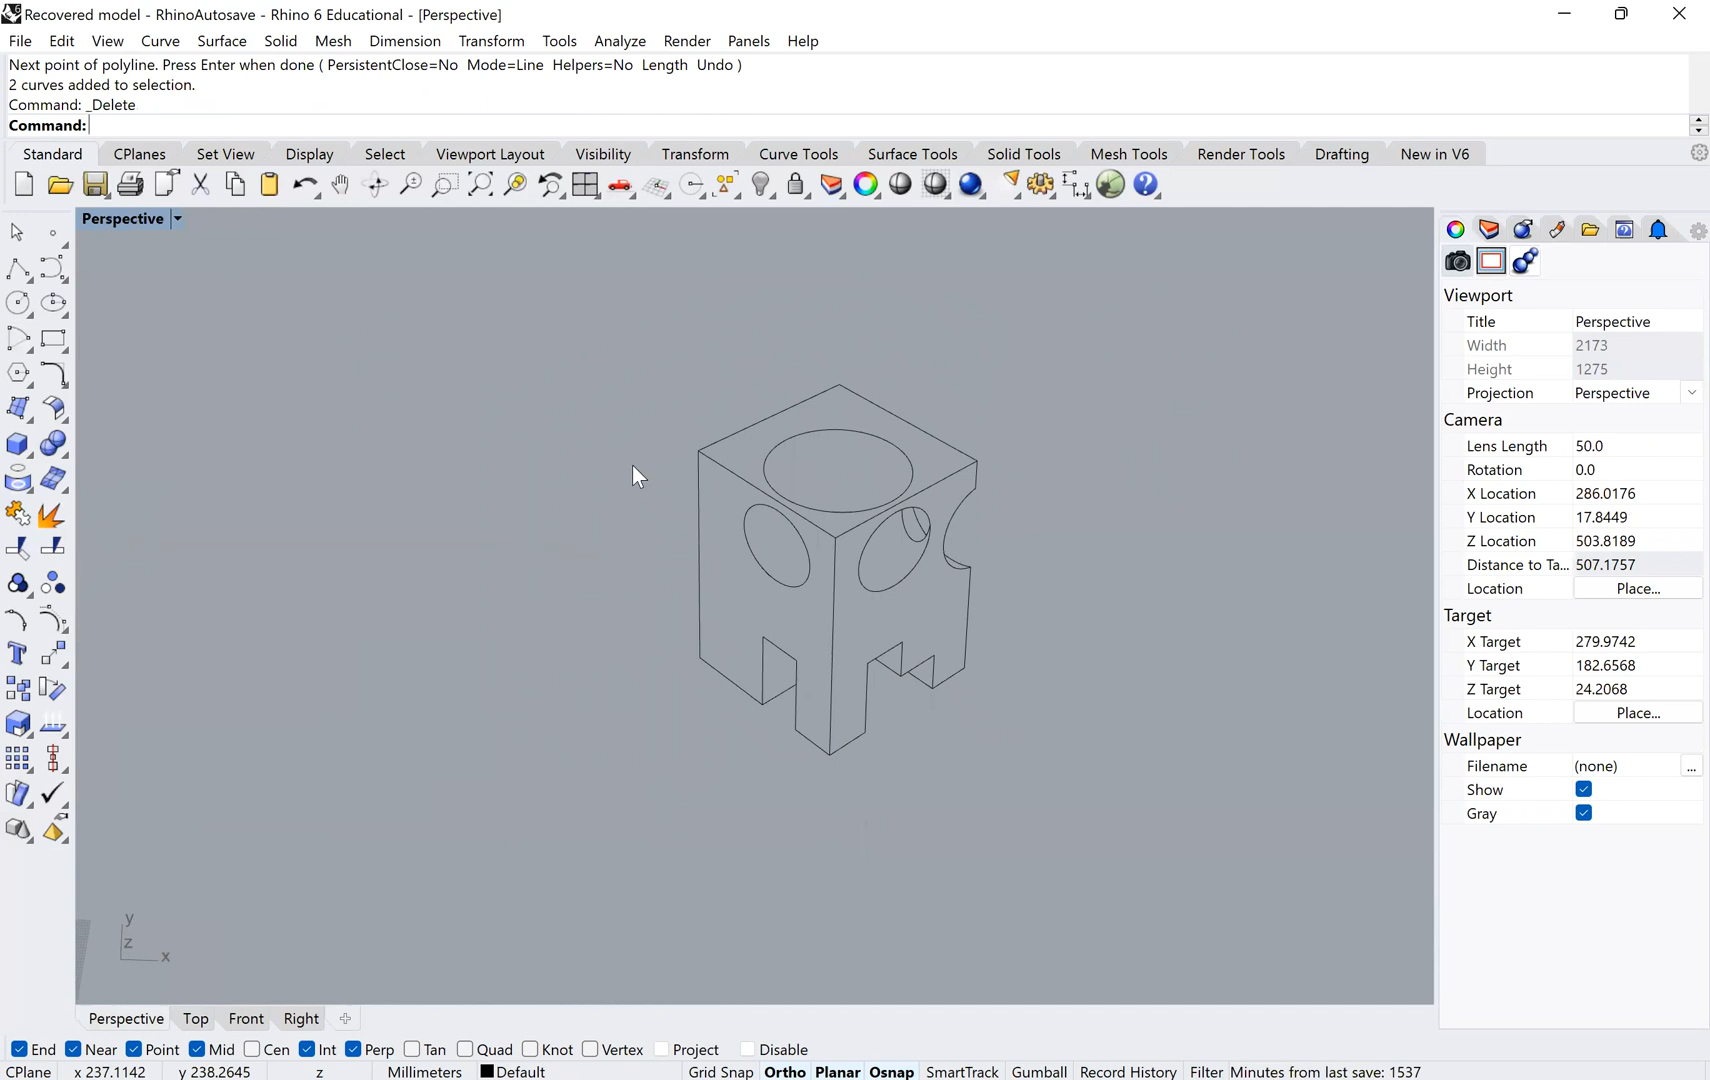 Recovered model - RhinoAutosave - Rhino 6 Educational - [Perspective]
File Edit View Curve Surface Solid Mesh Dimension Transform Tools Analyze Render Panels Help
Next point of polyline. Press Enter when done ( PersistentClose=No Mode=Line Helpers=No Length Undo )
2 curves added to selection.
Command: _Delete
Command:
Standard CPlanes Set View Display Select Viewport Layout Visibility Transform Curve Tools Surface Tools Solid Tools Mesh Tools Render Tools Drafting New in V6
Perspective
Viewport
Title Perspective
Width 2173
Height 1275
Projection Perspective
Camera
Lens Length 50.0
Rotation 0.0
X Location 286.0176
Y Location 17.8449
Z Location 503.8189
Distance to Ta... 507.1757
Location Place...
Target
X Target 279.9742
Y Target 182.6568
Z Target 24.2068
Location Place...
Wallpaper
Filename (none) ...
Show
Gray
y
z
x
Perspective Top Front Right
End Near Point Mid Cen Int Perp Tan Quad Knot Vertex Project Disable
CPlane x 237.1142 y 238.2645 z Millimeters Default Grid Snap Ortho Planar Osnap SmartTrack Gumball Record History Filter Minutes from last save: 1537